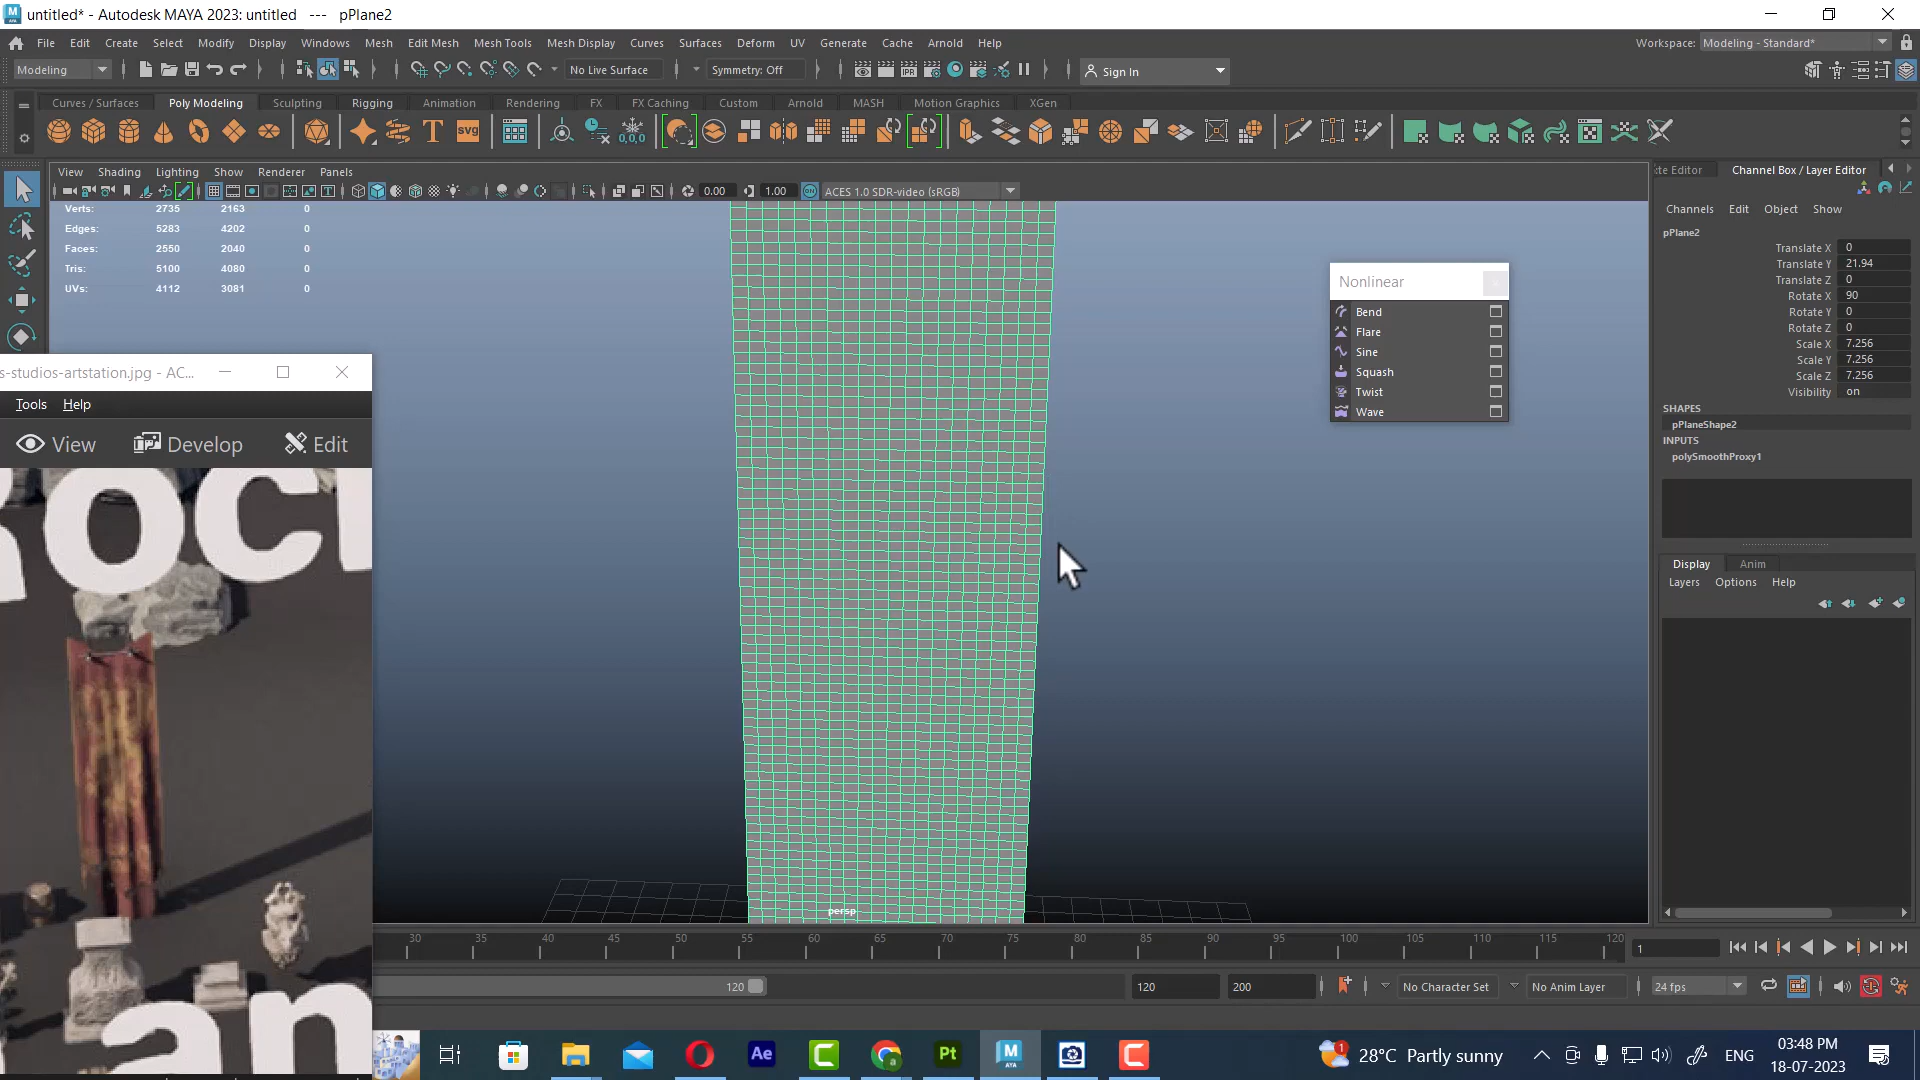 untitled* - Autodesk MAYA 2023: untitled --- pPlane2
File Edit Create Select Modify Display Windows Mesh Edit Mesh Mesh Tools Mesh Display Curves Surfaces Deform UV Generate Cache Arnold Help
Workspace: Modeling - Standard*
Modeling
No Live Surface
Symmetry: Off
Sign In
Curves / Surfaces Poly Modeling Sculpting Rigging Animation Rendering FX FX Caching Custom Arnold MASH Motion Graphics XGen
View Shading Lighting Show Renderer Panels
0.00 1.00 ACES 1.0 SDR-video (sRGB)
Verts: 2735 2163 0
Edges: 5283 4202 0
Faces: 2550 2040 0
Tris: 5100 4080 0
UVs: 4112 3081 0
persp
Nonlinear
Bend
Flare
Sine
Squash
Twist
Wave
s-studios-artstation.jpg - AC...
Tools Help
View Develop Edit
Roc
an
te Editor Channel Box / Layer Editor
Channels Edit Object Show
pPlane2
Translate X 0
Translate Y 21.94
Translate Z 0
Rotate X 90
Rotate Y 0
Rotate Z 0
Scale X 7.256
Scale Y 7.256
Scale Z 7.256
Visibility on
SHAPES
pPlaneShape2
INPUTS
polySmoothProxy1
Display Anim
Layers Options Help
30 35 40 45 50 55 60 65 70 75 80 85 90 95 100 105 110 115 120
1
120
120
200
No Character Set
No Anim Layer
24 fps
28°C Partly sunny
ENG
03:48 PM
18-07-2023